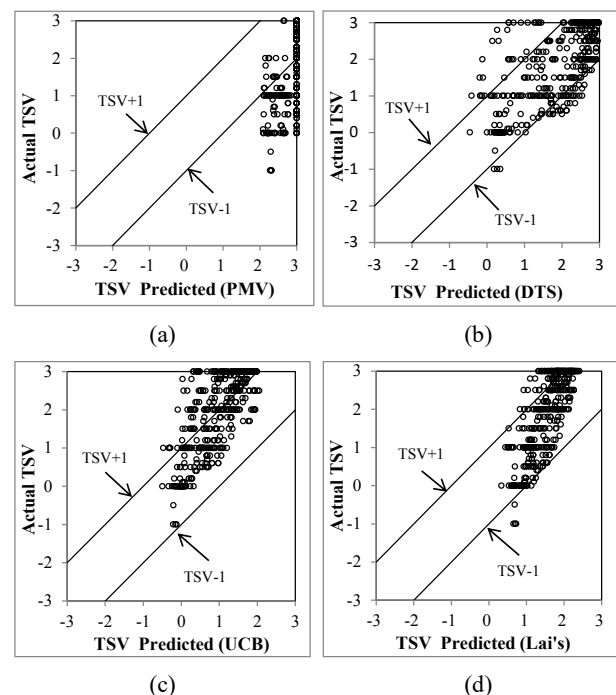 3
2
1
0
-1
-2
-3
Actual TSV
TSV+1
TSV-1
-3 -2 -1 0 1 2 3
TSV Predicted (PMV)
(a)
3
2
1
0
-1
-2
-3
Actual TSV
TSV+1
TSV-1
-3 -2 -1 0 1 2 3
TSV Predicted (DTS)
(b)
3
2
1
0
-1
-2
-3
Actual TSV
TSV+1
TSV-1
-3 -2 -1 0 1 2 3
TSV Predicted (UCB)
(c)
3
2
1
0
-1
-2
-3
Actual TSV
TSV+1
TSV-1
-3 -2 -1 0 1 2 3
TSV Predicted (Lai's)
(d)